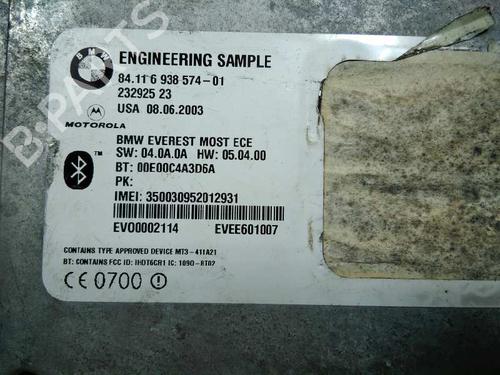 BMW
ENGINEERING SAMPLE
84.11 6 938 574-01
232925 23
USA 08.06.2003
MOTOROLA
BMW EVEREST MOST ECE
SW: 04.0A.0A HW: 05.04.00
BT: 00E00C4A3D6A
PK:
IMEI: 350030952012931
EVO0002114 EVEE601007
CONTAINS TYPE APPROVED DEVICE MT3-411A21
BT: CONTAINS FCC ID: IHDT6CR1 IC: 109O-BT02
CE 0700
B-PARTS